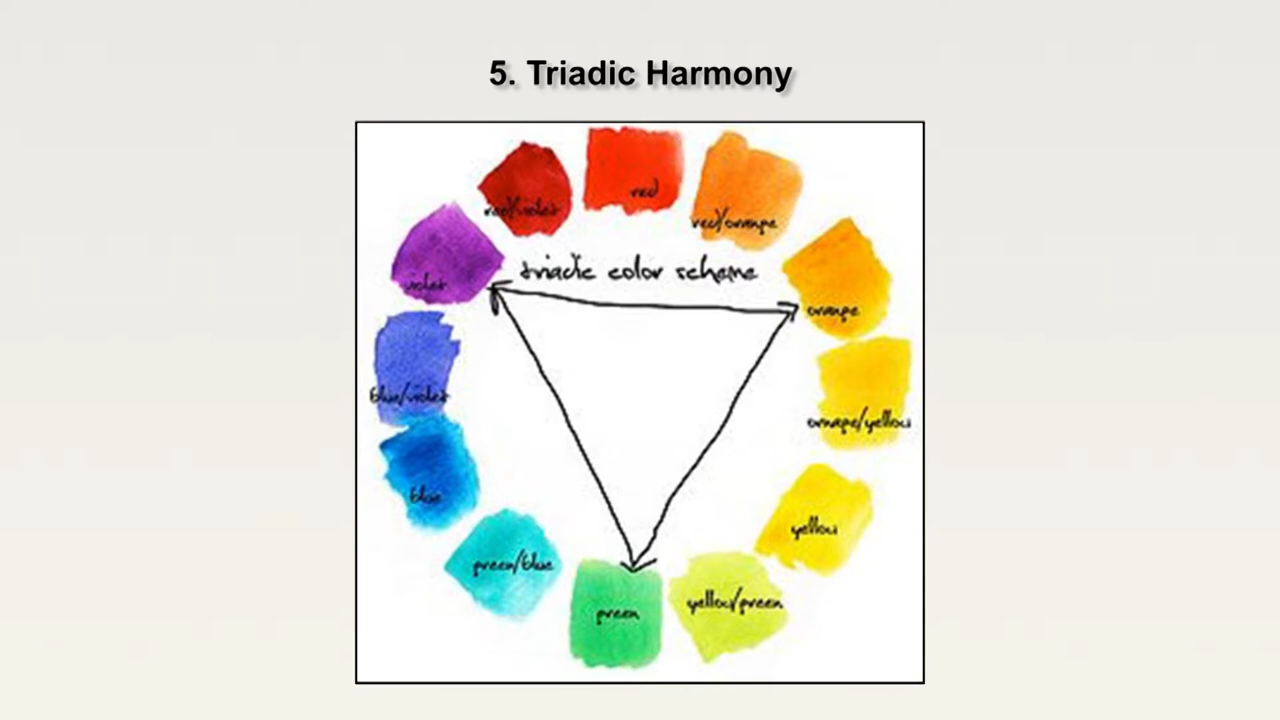 5. Triadic Harmony
red
red/violet
red/orange
triadic color scheme
violet
orange
blue/violet
orange/yellow
blue
yellow
green/blue
yellow/green
green